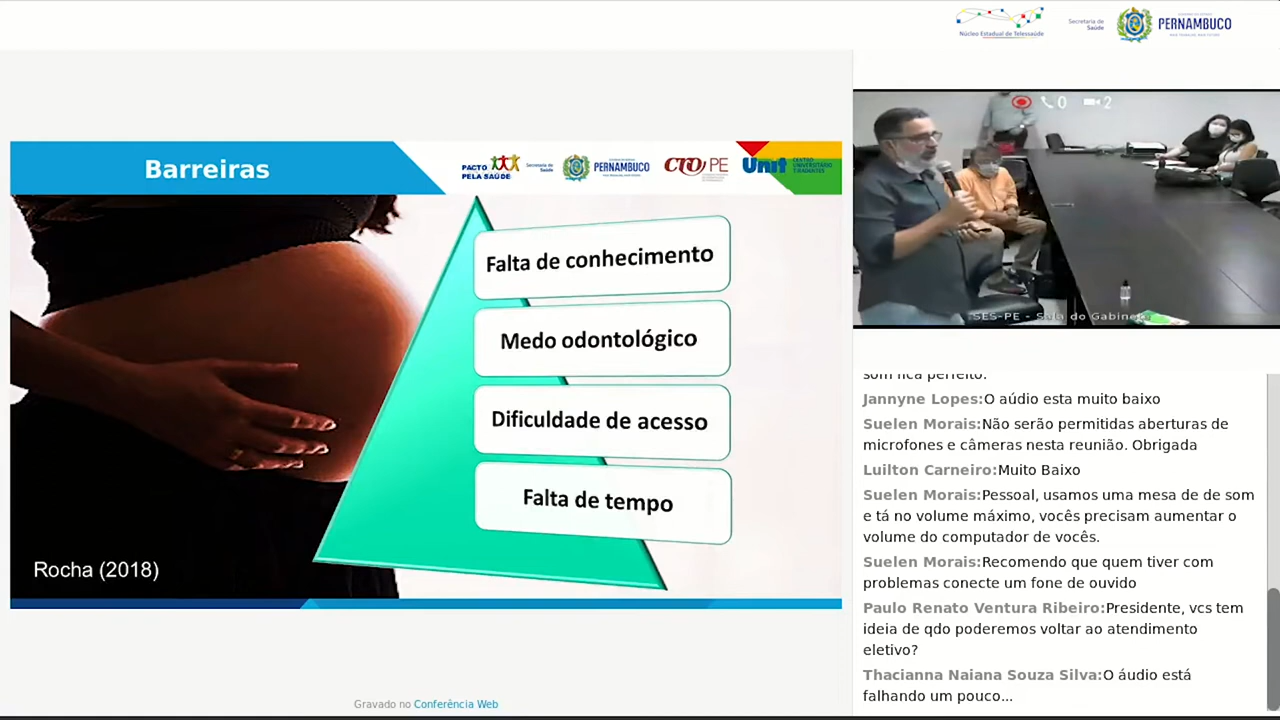 Núcleo Estadual de Telessaúde
Secretaria de
Saúde
PERNAMBUCO
Barreiras
PACTO
PELA SAÚDE
Secretaria de
Saúde
PERNAMBUCO
CRO PE
Unit
CENTRO
UNIVERSITÁRIO
TIRADENTES
Falta de conhecimento
Medo odontológico
Dificuldade de acesso
Falta de tempo
Rocha (2018)
Gravado no Conferência Web
0
2
SES-PE - Sala do Gabinete
som fica perfeito.
Jannyne Lopes:O aúdio esta muito baixo
Suelen Morais:Não serão permitidas aberturas de
microfones e câmeras nesta reunião. Obrigada
Luilton Carneiro:Muito Baixo
Suelen Morais:Pessoal, usamos uma mesa de de som
e tá no volume máximo, vocês precisam aumentar o
volume do computador de vocês.
Suelen Morais:Recomendo que quem tiver com
problemas conecte um fone de ouvido
Paulo Renato Ventura Ribeiro:Presidente, vcs tem
ideia de qdo poderemos voltar ao atendimento
eletivo?
Thacianna Naiana Souza Silva:O áudio está
falhando um pouco...